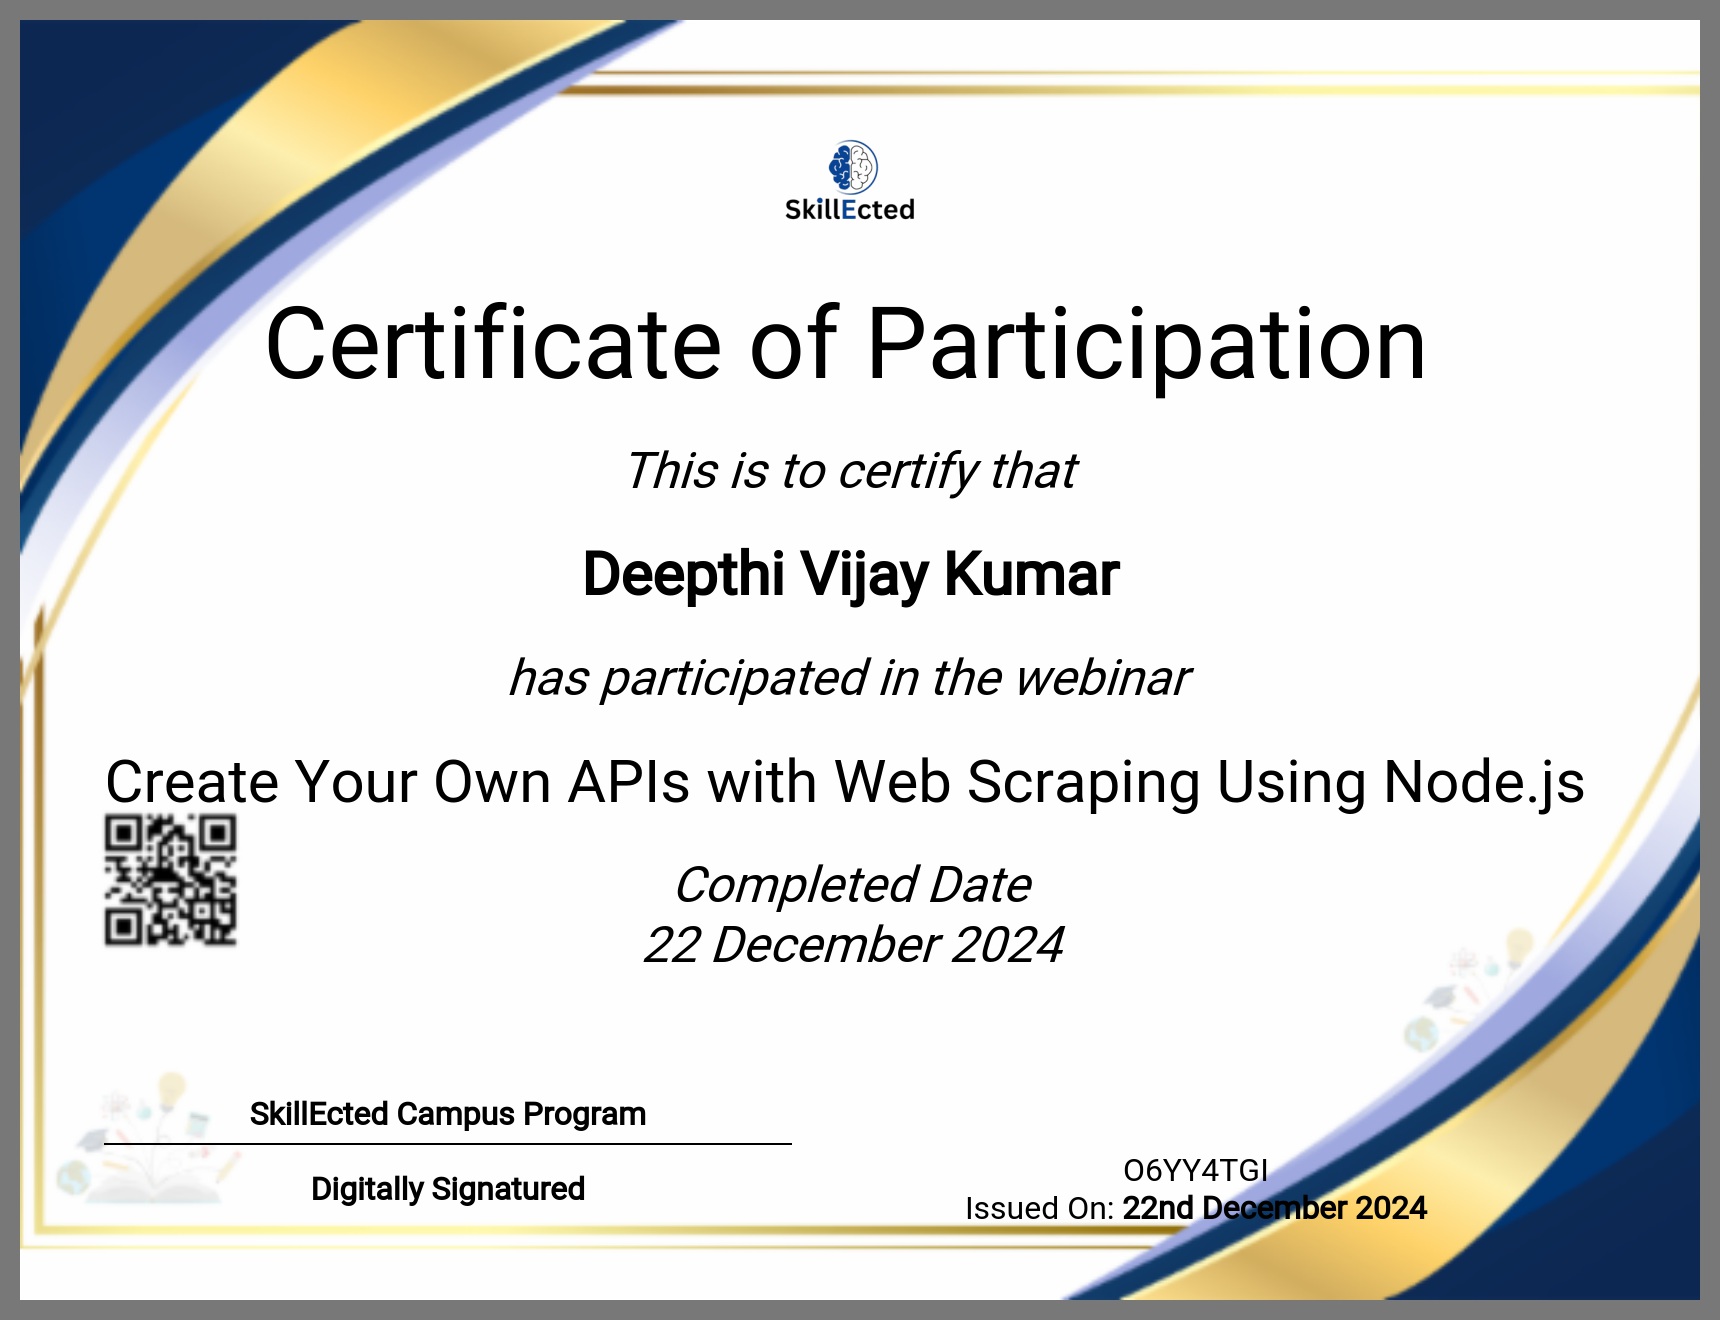 SkillEcted
Certificate of Participation
This is to certify that
Deepthi Vijay Kumar
has participated in the webinar
Create Your Own APIs with Web Scraping Using Node.js
Completed Date
22 December 2024
SkillEcted Campus Program
Digitally Signatured
O6YY4TGI
Issued On: 22nd December 2024